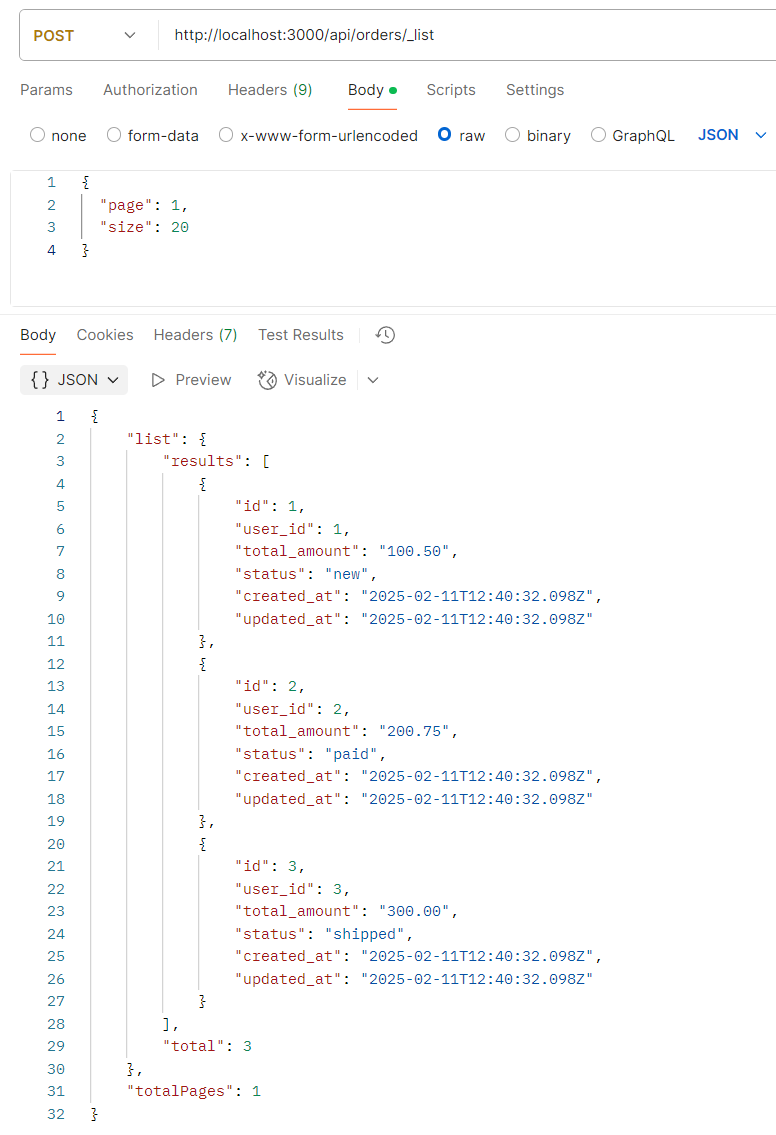 POST http://localhost:3000/api/orders/_list
Params Authorization Headers (9) Body Scripts Settings
none form-data x-www-form-urlencoded raw binary GraphQL JSON
1 {
2 "page": 1,
3 "size": 20
4 }
Body Cookies Headers (7) Test Results
{} JSON Preview Visualize
1 {
2 "list": {
3 "results": [
4 {
5 "id": 1,
6 "user_id": 1,
7 "total_amount": "100.50",
8 "status": "new",
9 "created_at": "2025-02-11T12:40:32.098Z",
10 "updated_at": "2025-02-11T12:40:32.098Z"
11 },
12 {
13 "id": 2,
14 "user_id": 2,
15 "total_amount": "200.75",
16 "status": "paid",
17 "created_at": "2025-02-11T12:40:32.098Z",
18 "updated_at": "2025-02-11T12:40:32.098Z"
19 },
20 {
21 "id": 3,
22 "user_id": 3,
23 "total_amount": "300.00",
24 "status": "shipped",
25 "created_at": "2025-02-11T12:40:32.098Z",
26 "updated_at": "2025-02-11T12:40:32.098Z"
27 }
28 ],
29 "total": 3
30 },
31 "totalPages": 1
32 }